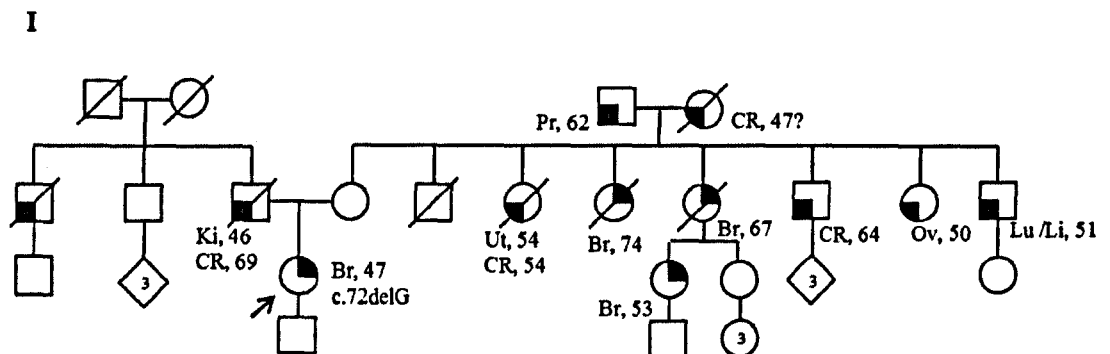 I
Pr, 62
CR, 47?
Ki, 46
CR, 69
Ut, 54
CR, 54
Br, 74
Br, 67
CR, 64
Ov, 50
Lu /Li, 51
3
Br, 47
c.72delG
Br, 53
3
3